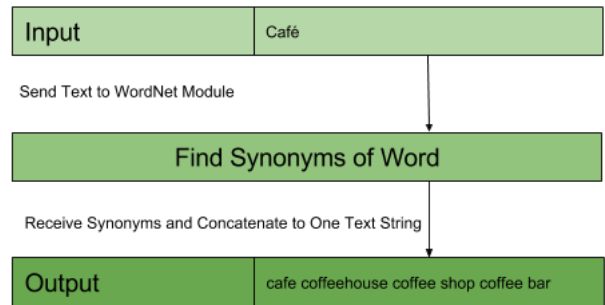 Input Café
Send Text to WordNet Module
Find Synonyms of Word
Receive Synonyms and Concatenate to One Text String
Output cafe coffeehouse coffee shop coffee bar